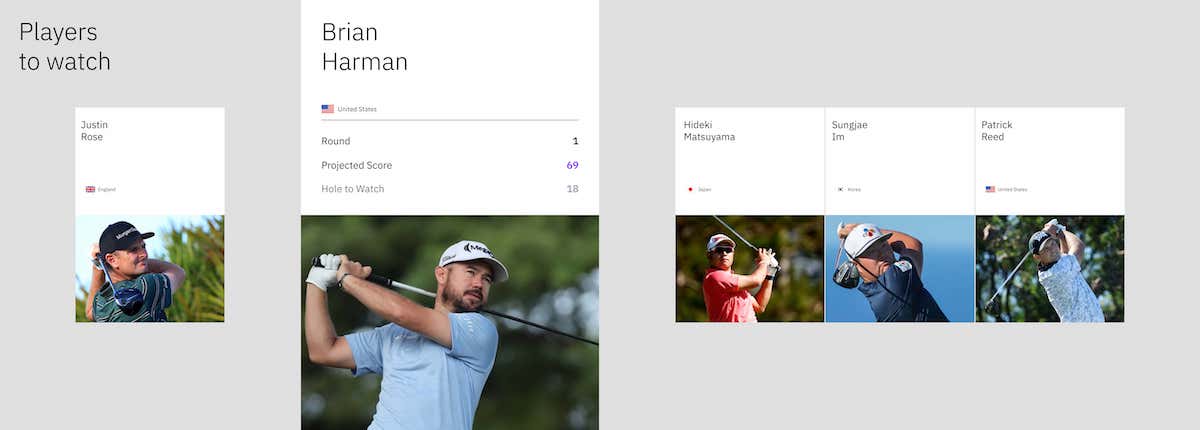 Players
to watch
Justin
Rose
England
Brian
Harman
United States
Round 1
Projected Score 69
Hole to Watch 18
Hideki
Matsuyama
Japan
Sungjae
Im
Korea
Patrick
Reed
United States